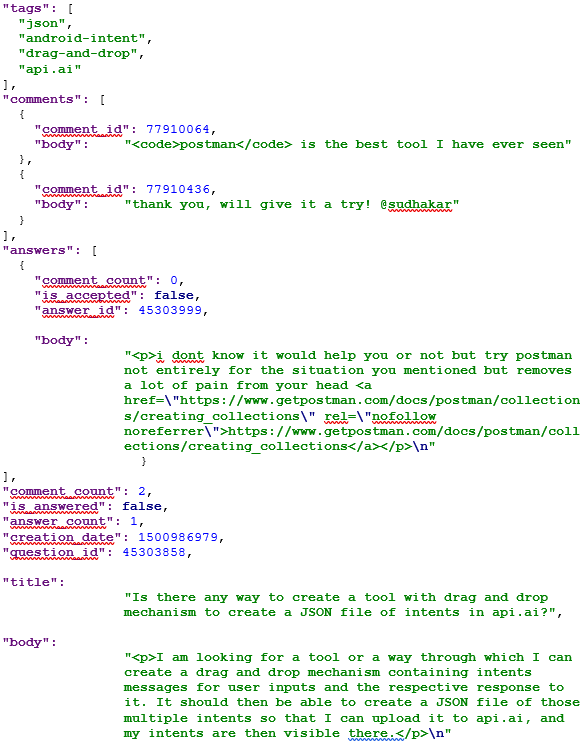 "tags": [
"json",
"android-intent",
"drag-and-drop",
"api.ai"
],
"comments": [
{
"comment_id": 77910064,
"body": "<code>postman</code> is the best tool I have ever seen"
},
{
"comment_id": 77910436,
"body": "thank you, will give it a try! @sudhakar"
}
],
"answers": [
{
"comment_count": 0,
"is_accepted": false,
"answer_id": 45303999,
"body":
"<p>i dont know it would help you or not but try postman
not entirely for the situation you mentioned but removes
a lot of pain from your head <a
href=\"https://www.getpostman.com/docs/postman/collection
s/creating_collections\" rel=\"nofollow
noreferrer\">https://www.getpostman.com/docs/postman/coll
ections/creating_collections</a></p>\n"
}
],
"comment_count": 2,
"is_answered": false,
"answer_count": 1,
"creation_date": 1500986979,
"question_id": 45303858,
"title":
"Is there any way to create a tool with drag and drop
mechanism to create a JSON file of intents in api.ai?",
"body":
"<p>I am looking for a tool or a way through which I can
create a drag and drop mechanism containing intents
messages for user inputs and the respective response to
it. It should then be able to create a JSON file of those
multiple intents so that I can upload it to api.ai, and
my intents are then visible there.</p>\n"